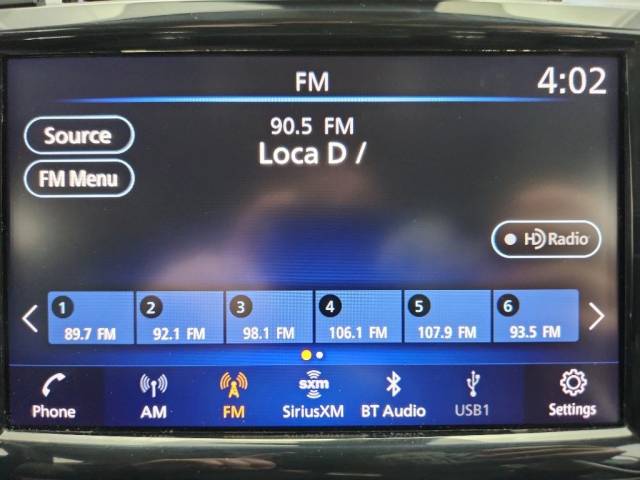 FM
4:02
Source
90.5 FM
Loca D /
FM Menu
HD Radio
1
2
3
4
5
6
89.7 FM
92.1 FM
98.1 FM
106.1 FM
107.9 FM
93.5 FM
sxm
Phone
AM
FM
SiriusXM
BT Audio
USB1
Settings